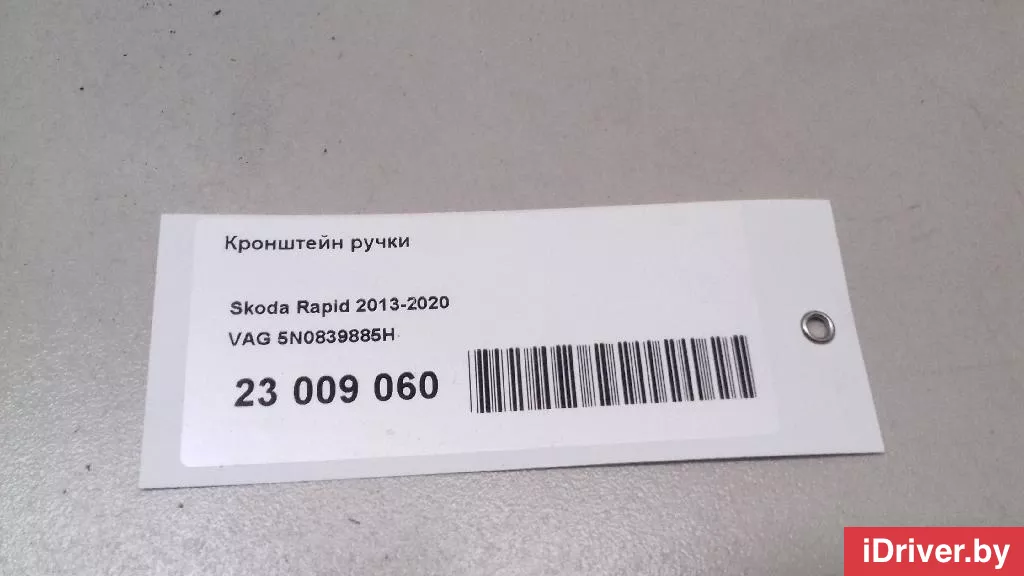 Кронштейн ручки
Skoda Rapid 2013-2020
VAG 5N0839885H
23 009 060
iDriver.by